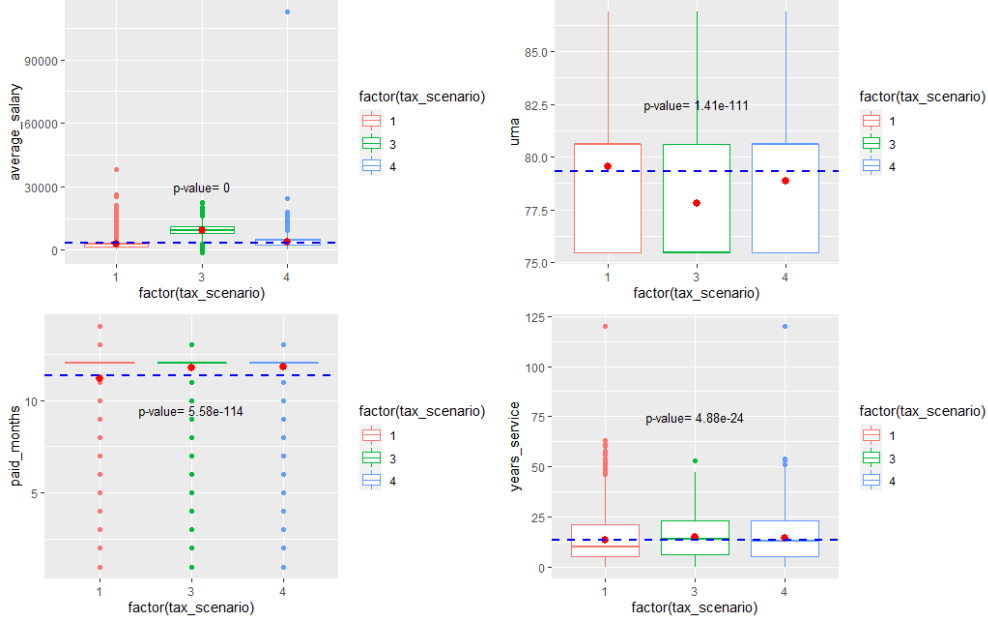 average_salary
90000
60000
30000
0
p-value= 0
1
3
4
factor(tax_scenario)
factor(tax_scenario)
1
3
4
uma
85.0
82.5
80.0
77.5
75.0
p-value= 1.41e-111
1
3
4
factor(tax_scenario)
factor(tax_scenario)
1
3
4
paid_months
10
5
p-value= 5.58e-114
1
3
4
factor(tax_scenario)
factor(tax_scenario)
1
3
4
years_service
125
100
75
50
25
0
p-value= 4.88e-24
1
3
4
factor(tax_scenario)
factor(tax_scenario)
1
3
4